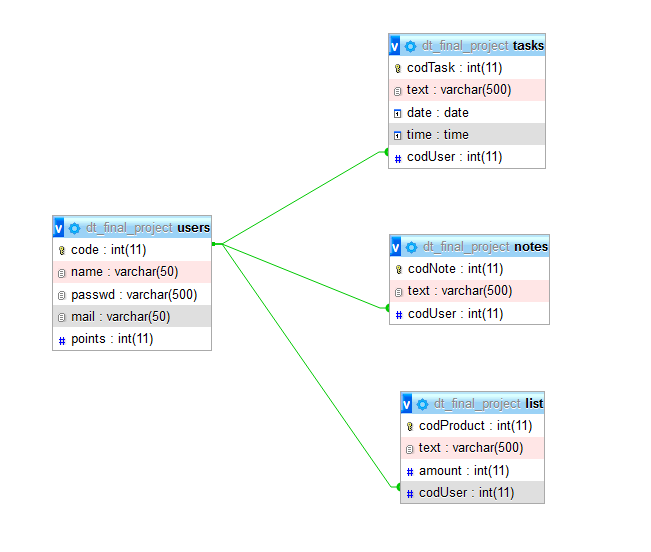 v dt_final_project users
code : int(11)
name : varchar(50)
passwd : varchar(500)
mail : varchar(50)
# points : int(11)
v dt_final_project tasks
codTask : int(11)
text : varchar(500)
date : date
time : time
# codUser : int(11)
v dt_final_project notes
codNote : int(11)
text : varchar(500)
# codUser : int(11)
v dt_final_project list
codProduct : int(11)
text : varchar(500)
# amount : int(11)
# codUser : int(11)